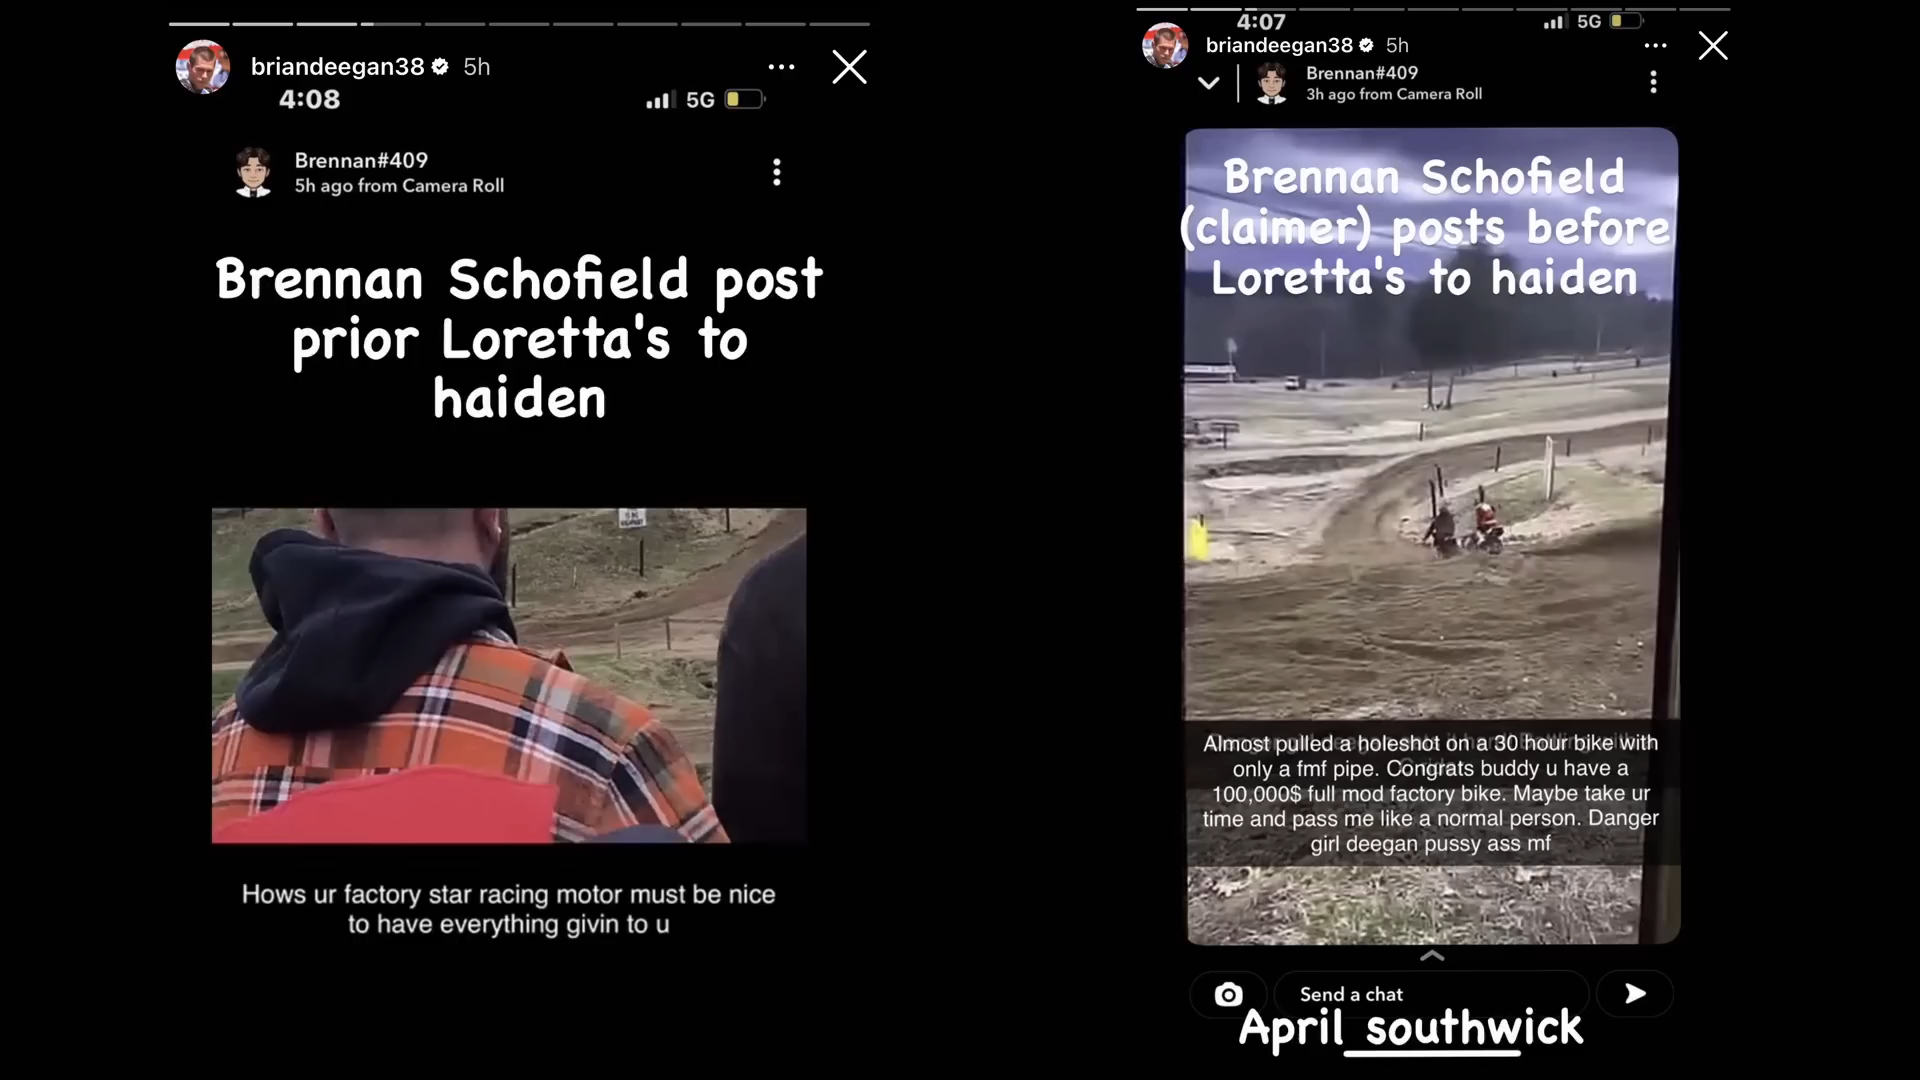 briandeegan38 5h
4:08 5G
Brennan#409
5h ago from Camera Roll
Brennan Schofield post
prior Loretta's to
haiden
Hows ur factory star racing motor must be nice
to have everything givin to u
4:07 5G
briandeegan38 5h
Brennan#409
3h ago from Camera Roll
Brennan Schofield
(claimer) posts before
Loretta's to haiden
Almost pulled a holeshot on a 30 hour bike with
only a fmf pipe. Congrats buddy u have a
100,000$ full mod factory bike. Maybe take ur
time and pass me like a normal person. Danger
girl deegan pussy ass mf
Send a chat
April southwick